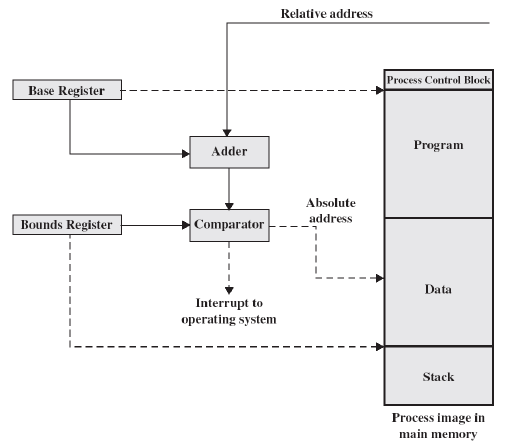 Relative address
Process Control Block
Base Register
Program
Adder
Absolute
address
Bounds Register
Comparator
Data
Interrupt to
operating system
Stack
Process image in
main memory